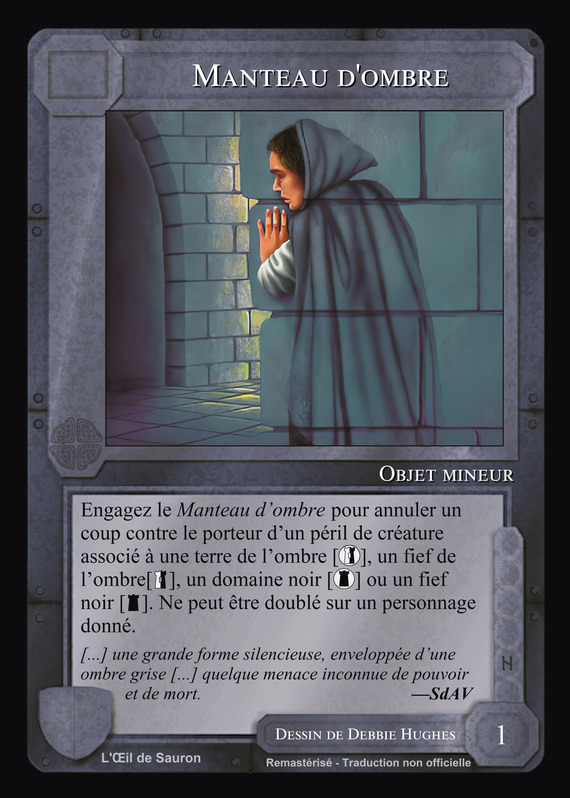 Manteau d'ombre
Objet mineur
Engagez le Manteau d’ombre pour annuler un
coup contre le porteur d’un péril de créature
associé à une terre de l’ombre [], un fief de
l’ombre[], un domaine noir [] ou un fief
noir []. Ne peut être doublé sur un personnage
donné.
[...] une grande forme silencieuse, enveloppée d’une
ombre grise [...] quelque menace inconnue de pouvoir
et de mort. —SdAV
Dessin de Debbie Hughes
1
L'Œil de Sauron
Remastérisé - Traduction non officielle